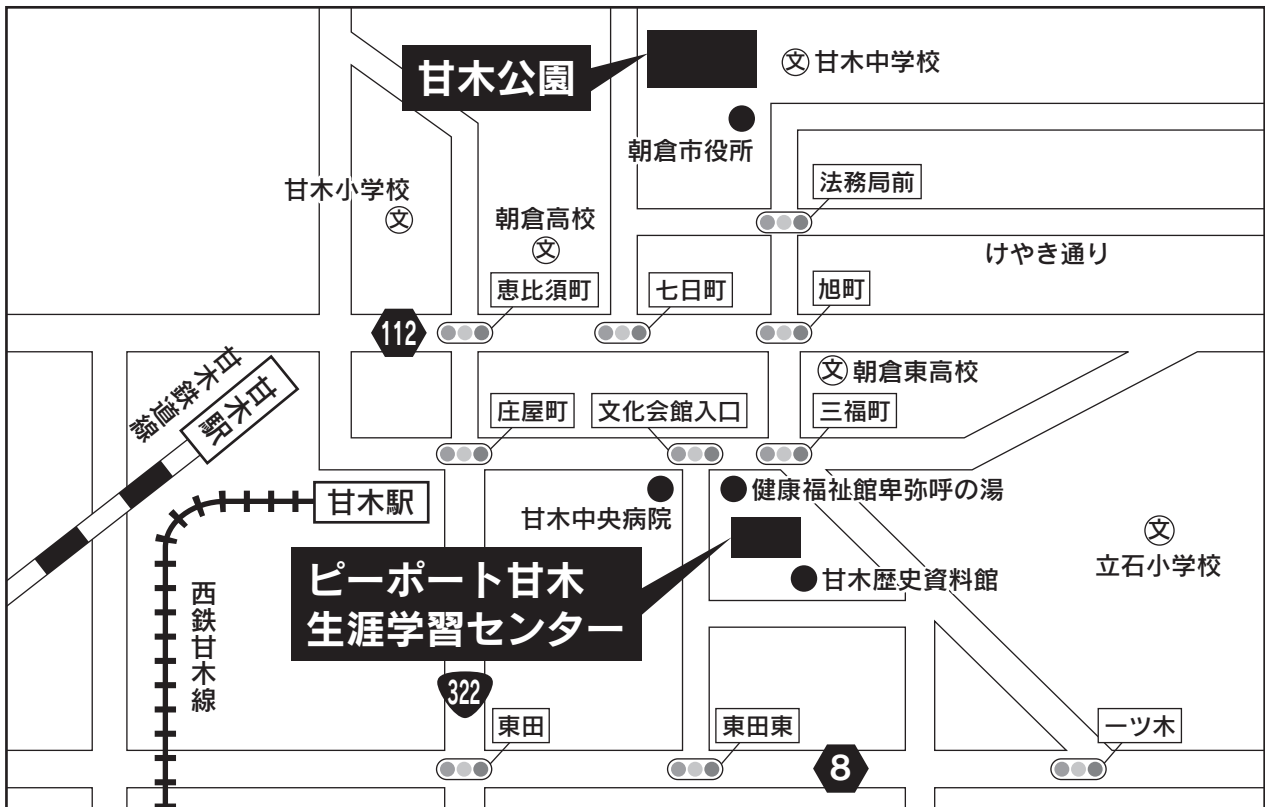 甘木公園
文 甘木中学校
朝倉市役所
法務局前
甘木小学校
文
朝倉高校
文
けやき通り
恵比須町
七日町
旭町
112
文 朝倉東高校
甘木鉄道線
甘木駅
庄屋町
文化会館入口
三福町
甘木駅
健康福祉館卑弥呼の湯
甘木中央病院
文
立石小学校
ピーポート甘木
生涯学習センター
甘木歴史資料館
西鉄甘木線
322
東田
東田東
一ツ木
8